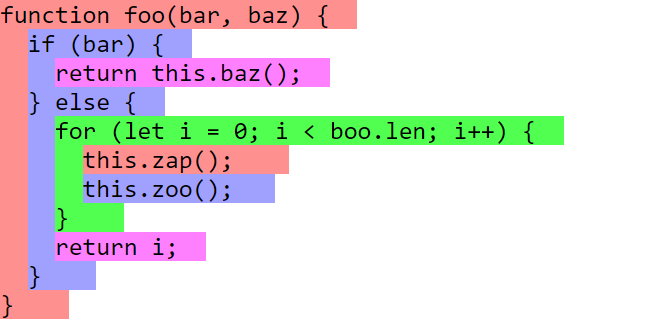 function foo(bar, baz) {
  if (bar) {
    return this.baz();
  } else {
    for (let i = 0; i < boo.len; i++) {
      this.zap();
      this.zoo();
    }
    return i;
  }
}